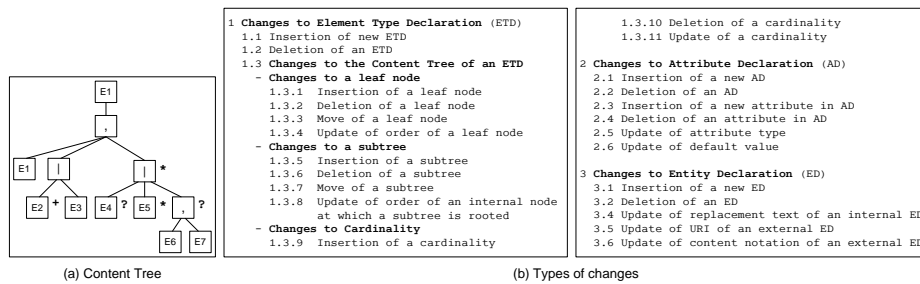 E1
,
E1
|
|
*
E2
+
E3
E4
?
E5
*
,
?
E6
E7
(a) Content Tree
1 Changes to Element Type Declaration (ETD)
1.1 Insertion of new ETD
1.2 Deletion of an ETD
1.3 Changes to the Content Tree of an ETD
- Changes to a leaf node
1.3.1 Insertion of a leaf node
1.3.2 Deletion of a leaf node
1.3.3 Move of a leaf node
1.3.4 Update of order of a leaf node
- Changes to a subtree
1.3.5 Insertion of a subtree
1.3.6 Deletion of a subtree
1.3.7 Move of a subtree
1.3.8 Update of order of an internal node
at which a subtree is rooted
- Changes to Cardinality
1.3.9 Insertion of a cardinality
1.3.10 Deletion of a cardinality
1.3.11 Update of a cardinality
2 Changes to Attribute Declaration (AD)
2.1 Insertion of a new AD
2.2 Deletion of an AD
2.3 Insertion of a new attribute in AD
2.4 Deletion of an attribute in AD
2.5 Update of attribute type
2.6 Update of default value
3 Changes to Entity Declaration (ED)
3.1 Insertion of a new ED
3.2 Deletion of an ED
3.4 Update of replacement text of an internal ED
3.5 Update of URI of an external ED
3.6 Update of content notation of an external ED
(b) Types of changes